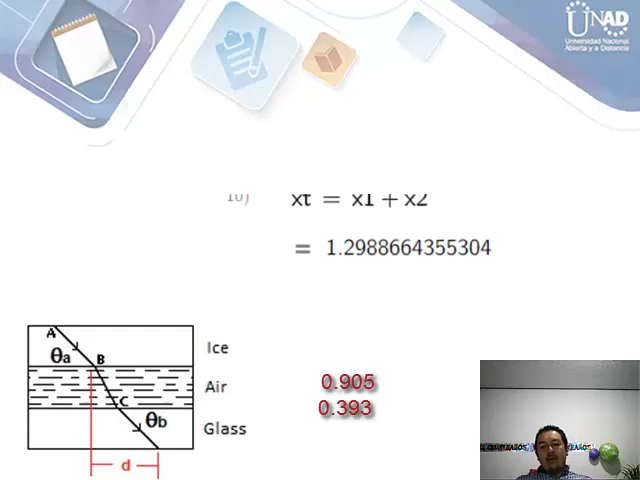 UNAD
Universidad Nacional
Abierta y a Distancia
10) xt = x1 + x2
= 1.2988664355304
A
θa
B
Ice
Air
0.905
C
0.393
θb
Glass
d